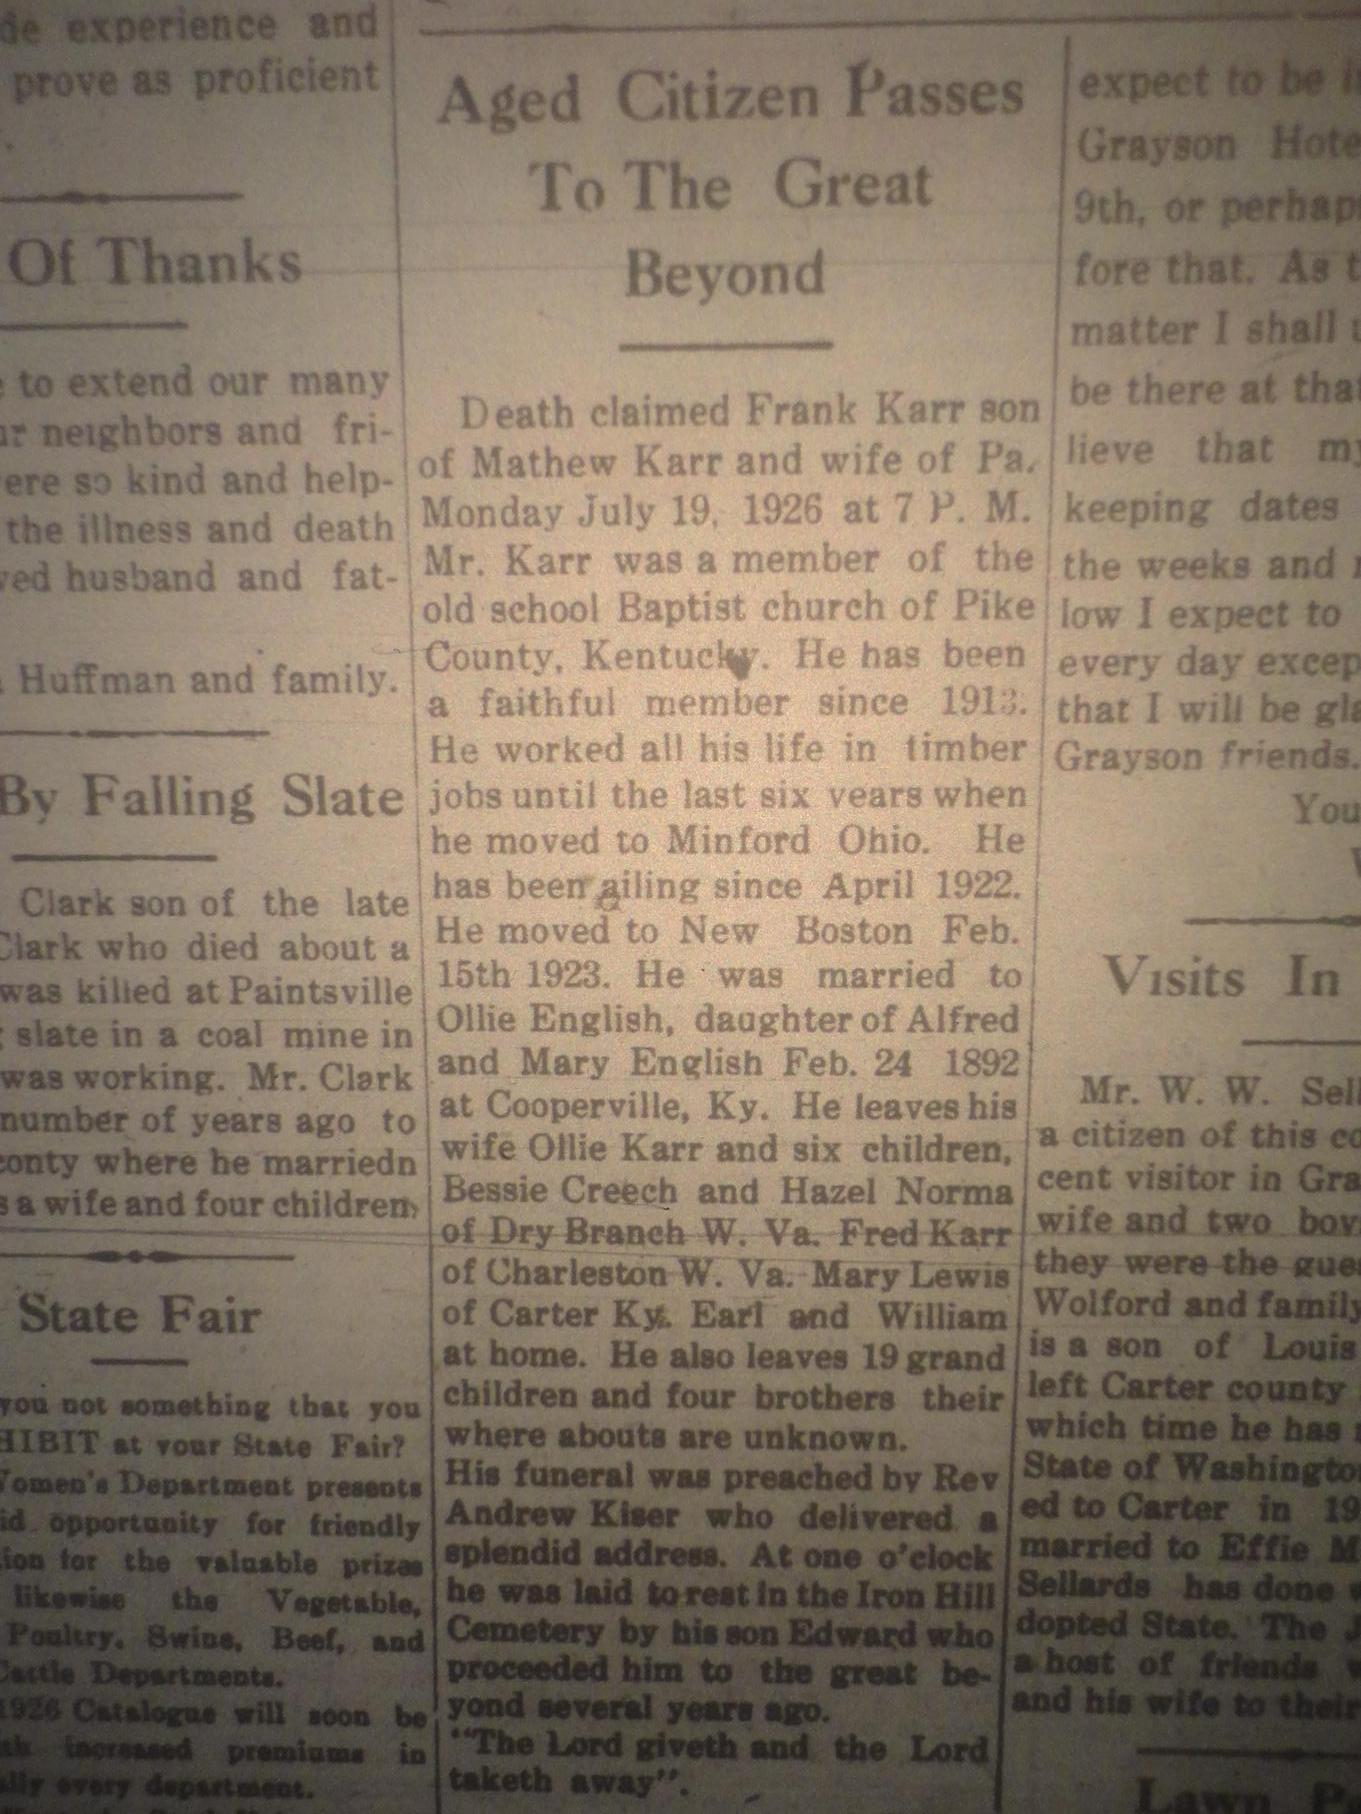 de experience and
prove as proficient
Of Thanks
to extend our many
neighbors and fri-
ere so kind and help-
the illness and death
ved husband and fat-
Huffman and family.
By Falling Slate
Clark son of the late
Clark who died about a
was killed at Paintsville
slate in a coal mine in
was working. Mr. Clark
number of years ago to
conty where he marriedn
s a wife and four children,
State Fair
you not something that you
HIBIT at your State Fair?
Women's Department presents
id opportunity for friendly
tion for the valuable prizes
likewise the Vegetable,
Poultry, Swine, Beef, and
Cattle Departments.
1926 Catalogue will soon be
th increased premiums in
ally every department.
Aged Citizen Passes
To The Great
Beyond
Death claimed Frank Karr son
of Mathew Karr and wife of Pa.
Monday July 19, 1926 at 7 P. M.
Mr. Karr was a member of the
old school Baptist church of Pike
County, Kentucky. He has been
a faithful member since 1913.
He worked all his life in timber
jobs until the last six years when
he moved to Minford Ohio. He
has been ailing since April 1922.
He moved to New Boston Feb.
15th 1923. He was married to
Ollie English, daughter of Alfred
and Mary English Feb. 24 1892
at Cooperville, Ky. He leaves his
wife Ollie Karr and six children,
Bessie Creech and Hazel Norma
of Dry Branch W. Va. Fred Karr
of Charleston W. Va. Mary Lewis
of Carter Ky. Earl and William
at home. He also leaves 19 grand
children and four brothers their
where abouts are unknown.
His funeral was preached by Rev
Andrew Kiser who delivered a
splendid address. At one o'clock
he was laid to rest in the Iron Hill
Cemetery by his son Edward who
proceeded him to the great be-
yond several years ago.
"The Lord giveth and the Lord
taketh away".
expect to be i
Grayson Hote
9th, or perhap
fore that. As t
matter I shall
be there at tha
lieve that my
keeping dates
the weeks and
low I expect to
every day excep
that I will be gla
Grayson friends.
You
Visits In
Mr. W. W. Sell
a citizen of this co
cent visitor in Gra
wife and two boy
they were the gue
Wolford and family
is a son of Louis
left Carter county
which time he has
State of Washingto
ed to Carter in 19
married to Effie M
Sellards has done
dopted State. The J
a host of friends
and his wife to their
Lawn